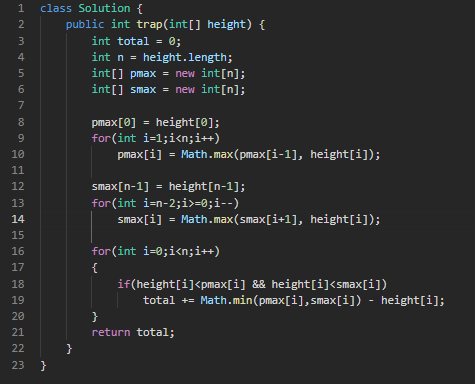 1 class Solution {
2 public int trap(int[] height) {
3 int total = 0;
4 int n = height.length;
5 int[] pmax = new int[n];
6 int[] smax = new int[n];
7
8 pmax[0] = height[0];
9 for(int i=1;i<n;i++)
10 pmax[i] = Math.max(pmax[i-1], height[i]);
11
12 smax[n-1] = height[n-1];
13 for(int i=n-2;i>=0;i--)
14 smax[i] = Math.max(smax[i+1], height[i]);
15
16 for(int i=0;i<n;i++)
17 {
18 if(height[i]<pmax[i] && height[i]<smax[i])
19 total += Math.min(pmax[i],smax[i]) - height[i];
20 }
21 return total;
22 }
23 }